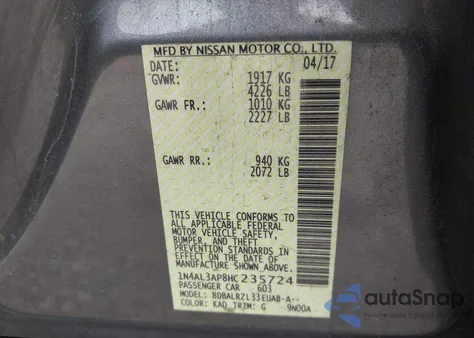 MFD BY NISSAN MOTOR CO., LTD.
DATE: 04/17
GVWR: 1917 KG
4226 LB
GAWR FR.: 1010 KG
2227 LB
GAWR RR.: 940 KG
2072 LB
THIS VEHICLE CONFORMS TO
ALL APPLICABLE FEDERAL
MOTOR VEHICLE SAFETY,
BUMPER, AND THEFT
PREVENTION STANDARDS IN
EFFECT ON THE DATE OF
MANUFACTURE SHOWN ABOVE.
1N4AL3AP8HC235724
PASSENGER CAR 603
MODEL: BDBALRZL33EUAB-A--
COLOR: KAD TRIM: G 9N00A
autoSnap